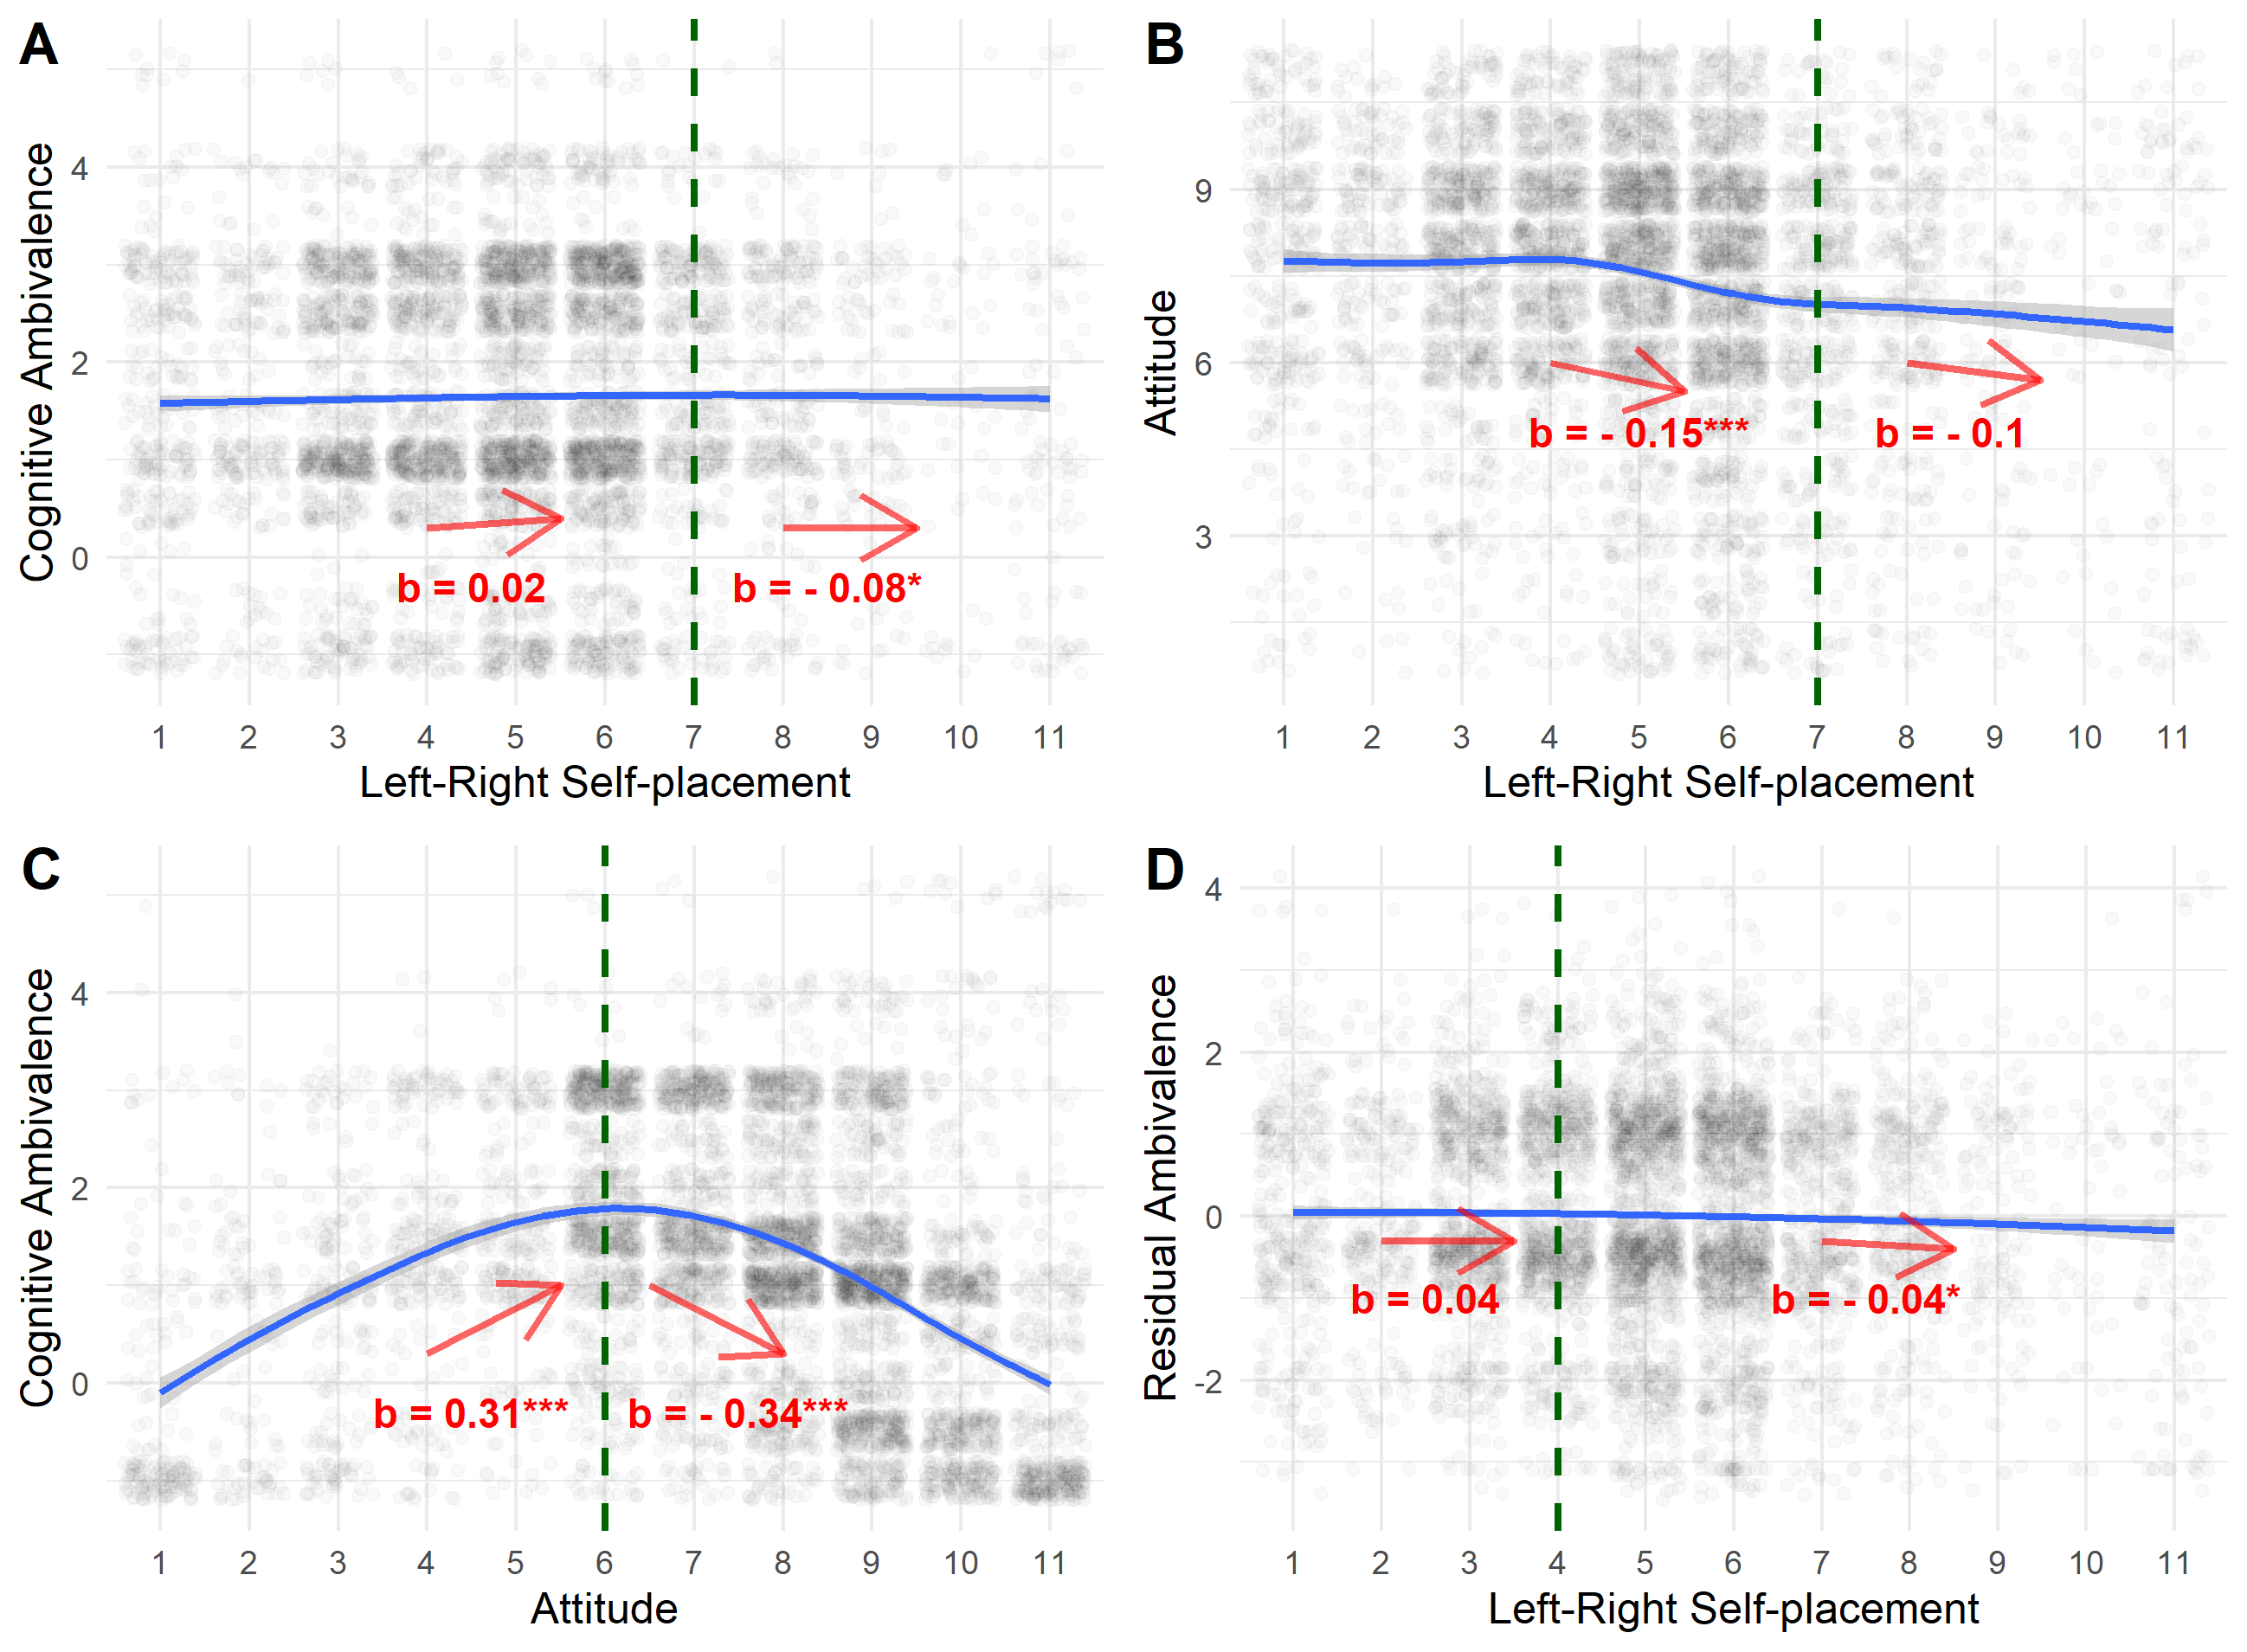 A
Cognitive Ambivalence
4
2
0
b = 0.02
b = - 0.08*
1 2 3 4 5 6 7 8 9 10 11
Left-Right Self-placement
B
Attitude
9
6
3
b = - 0.15***
b = - 0.1
1 2 3 4 5 6 7 8 9 10 11
Left-Right Self-placement
C
Cognitive Ambivalence
4
2
0
b = 0.31***
b = - 0.34***
1 2 3 4 5 6 7 8 9 10 11
Attitude
D
Residual Ambivalence
4
2
0
-2
b = 0.04
b = - 0.04*
1 2 3 4 5 6 7 8 9 10 11
Left-Right Self-placement